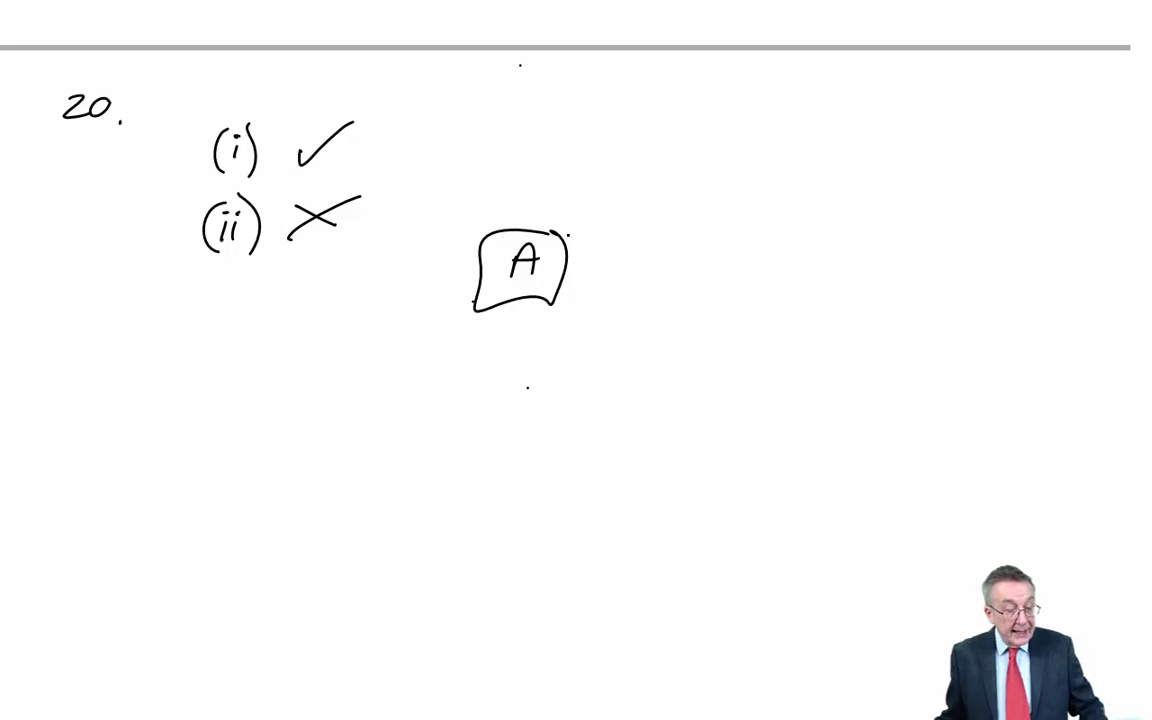 20.
(i) ✓
(ii) ✗
A